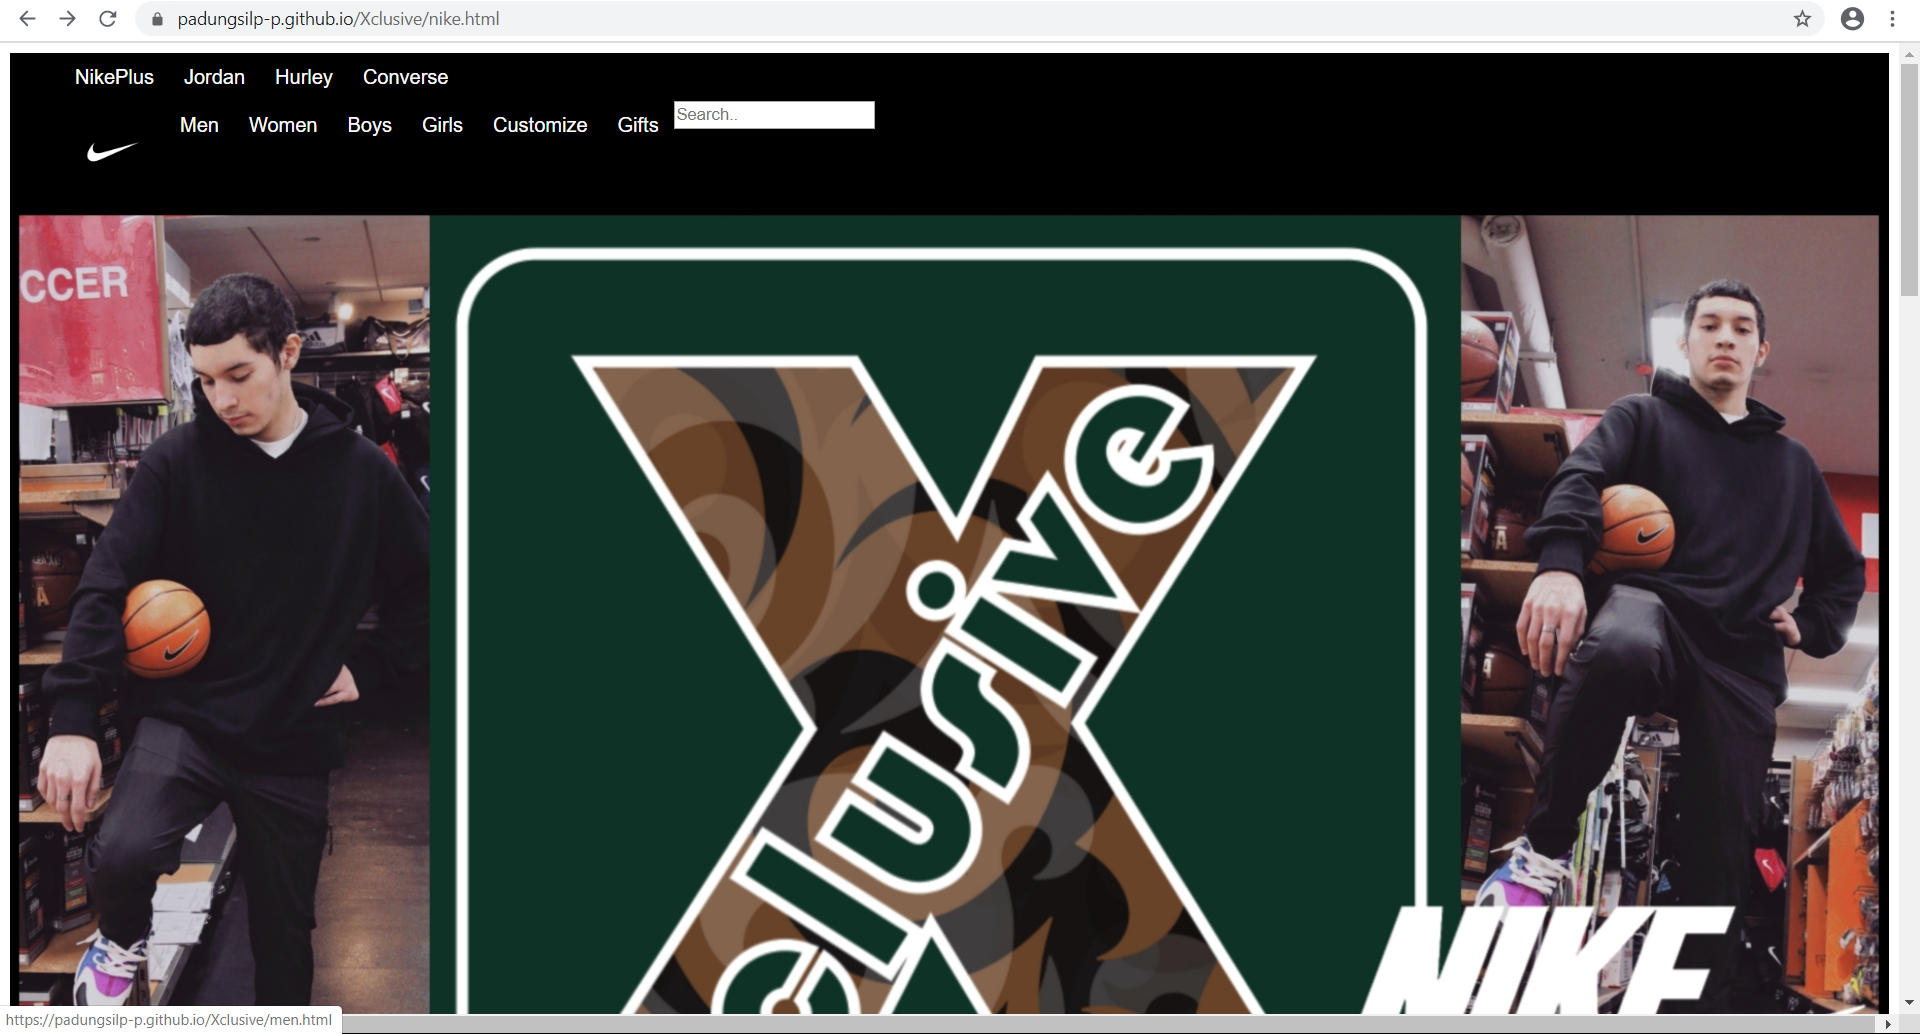 padungsilp-p.github.io/Xclusive/nike.html
NikePlus Jordan Hurley Converse
Men Women Boys Girls Customize Gifts Search..
CCER
clusive
NIKE
https://padungsilp-p.github.io/Xclusive/men.html